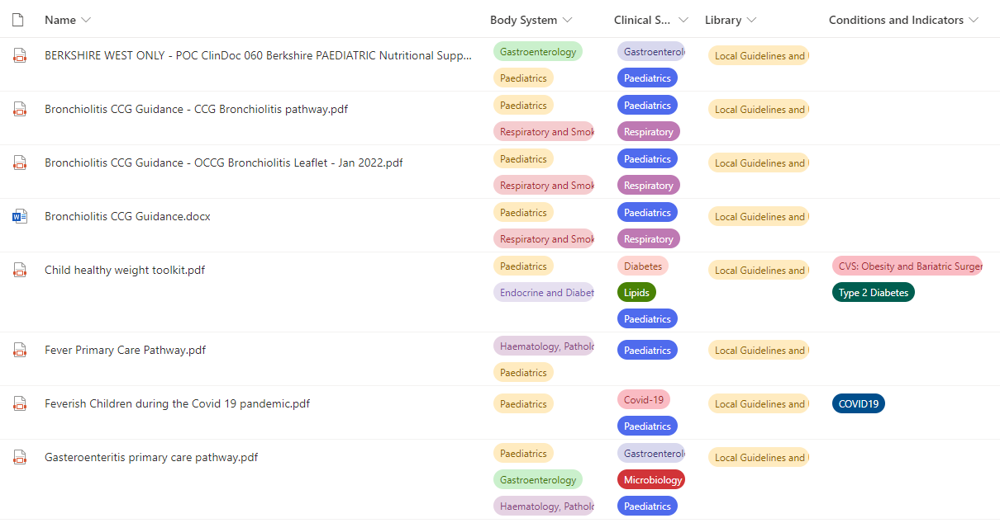 Name Body System Clinical S... Library Conditions and Indicators
BERKSHIRE WEST ONLY - POC ClinDoc 060 Berkshire PAEDIATRIC Nutritional Supp... Gastroenterology Gastroenterol Local Guidelines and
Paediatrics Paediatrics
Bronchiolitis CCG Guidance - CCG Bronchiolitis pathway.pdf Paediatrics Paediatrics Local Guidelines and
Respiratory and Smok Respiratory
Bronchiolitis CCG Guidance - OCCG Bronchiolitis Leaflet - Jan 2022.pdf Paediatrics Paediatrics Local Guidelines and
Respiratory and Smok Respiratory
Bronchiolitis CCG Guidance.docx Paediatrics Paediatrics Local Guidelines and
Respiratory and Smok Respiratory
Child healthy weight toolkit.pdf Paediatrics Diabetes Local Guidelines and CVS: Obesity and Bariatric Surger
Endocrine and Diabet Lipids Type 2 Diabetes
Paediatrics
Fever Primary Care Pathway.pdf Haematology, Patholo Paediatrics Local Guidelines and
Paediatrics
Feverish Children during the Covid 19 pandemic.pdf Paediatrics Covid-19 Local Guidelines and COVID19
Paediatrics
Gasteroenteritis primary care pathway.pdf Paediatrics Gastroenterol Local Guidelines and
Gastroenterology Microbiology
Haematology, Patholo Paediatrics